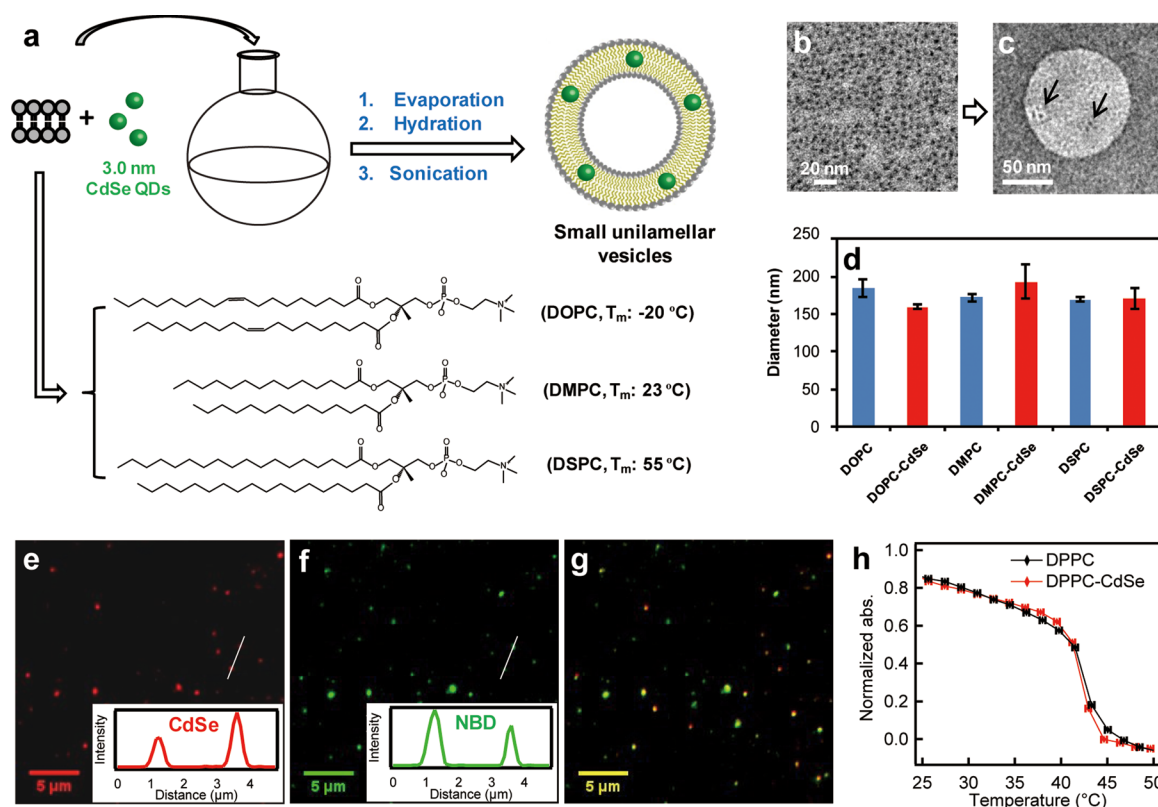 a
+
3.0 nm
CdSe QDs
1. Evaporation
2. Hydration
3. Sonication
Small unilamellar
vesicles
O
O
O
O
O
P
O
O
O
N
(DOPC, Tm: -20 °C)
O
O
O
O
O
P
O
O
O
N
(DMPC, Tm: 23 °C)
O
O
O
O
O
P
O
O
O
N
(DSPC, Tm: 55 °C)
b
20 nm
c
50 nm
d
Diameter (nm)
250
200
150
100
50
0
DOPC
DOPC-CdSe
DMPC
DMPC-CdSe
DSPC
DSPC-CdSe
e
5 µm
CdSe
Intensity
0 1 2 3 4
Distance (µm)
f
5 µm
NBD
Intensity
0 1 2 3 4
Distance (µm)
g
5 µm
h
DPPC
DPPC-CdSe
Normalized abs.
1.0
0.8
0.6
0.4
0.2
0.0
25 30 35 40 45 50
Temperature (°C)